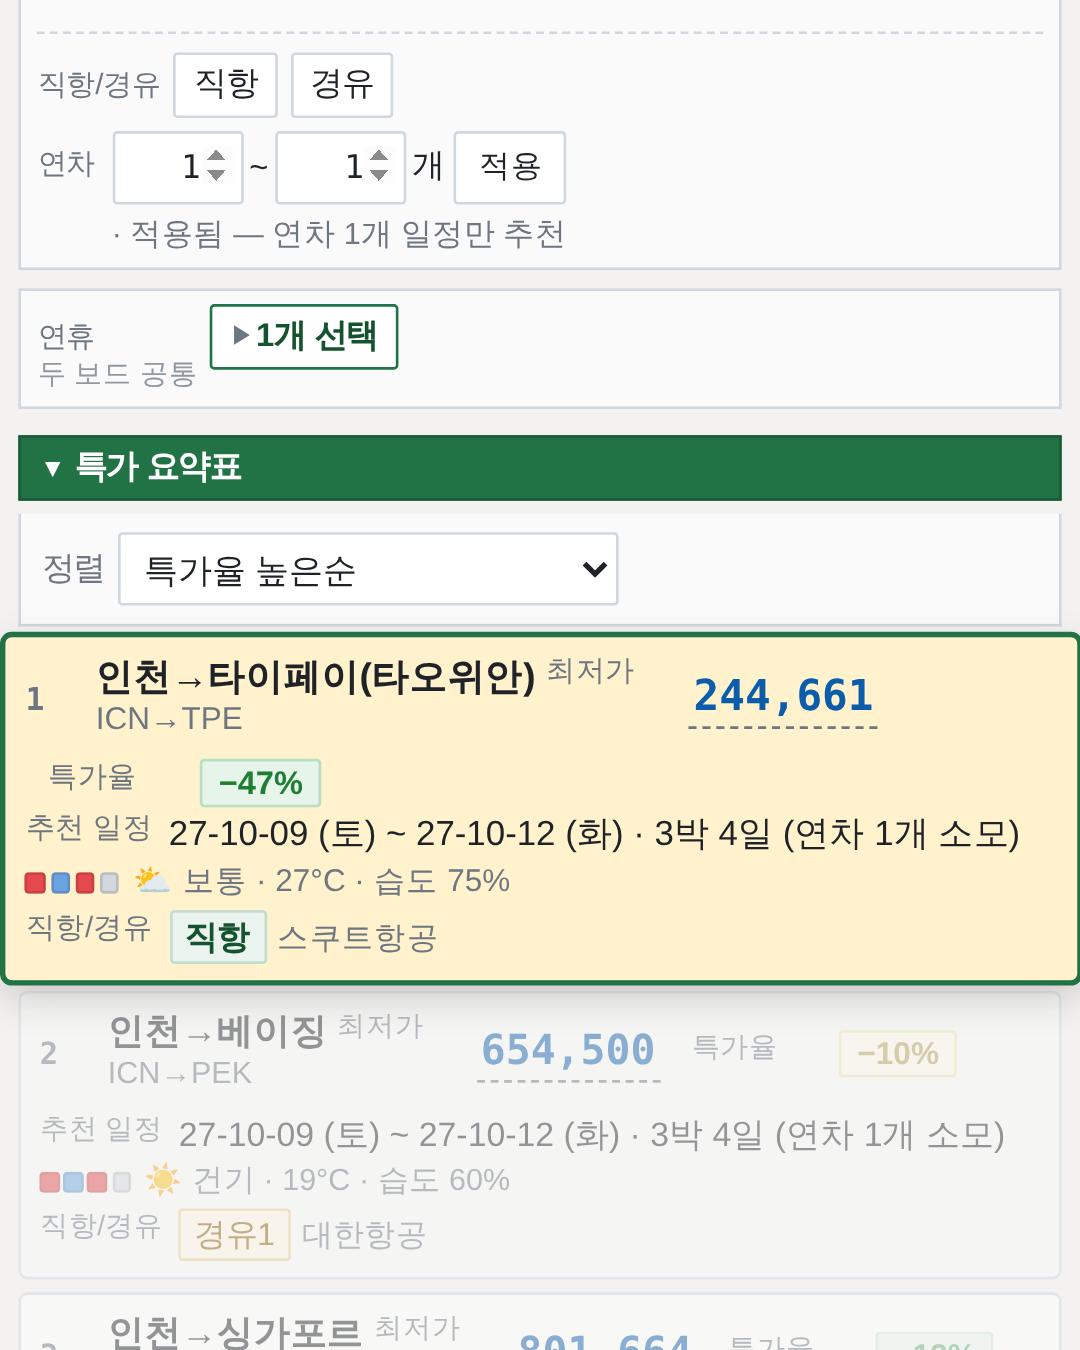 직항/경유 직항 경유
연차 1 ~ 1 개 적용
· 적용됨 — 연차 1개 일정만 추천
연휴 ▶ 1개 선택
두 보드 공통
▼ 특가 요약표
정렬 특가율 높은순
1 인천→타이페이(타오위안) 최저가 244,661
ICN→TPE
특가율 −47%
추천 일정 27-10-09 (토) ~ 27-10-12 (화) · 3박 4일 (연차 1개 소모)
⛅ 보통 · 27°C · 습도 75%
직항/경유 직항 스쿠트항공
2 인천→베이징 최저가 654,500 특가율 −10%
ICN→PEK
추천 일정 27-10-09 (토) ~ 27-10-12 (화) · 3박 4일 (연차 1개 소모)
☀️ 건기 · 19°C · 습도 60%
직항/경유 경유1 대한항공
인천→싱가포르 최저가 801,664 특가율